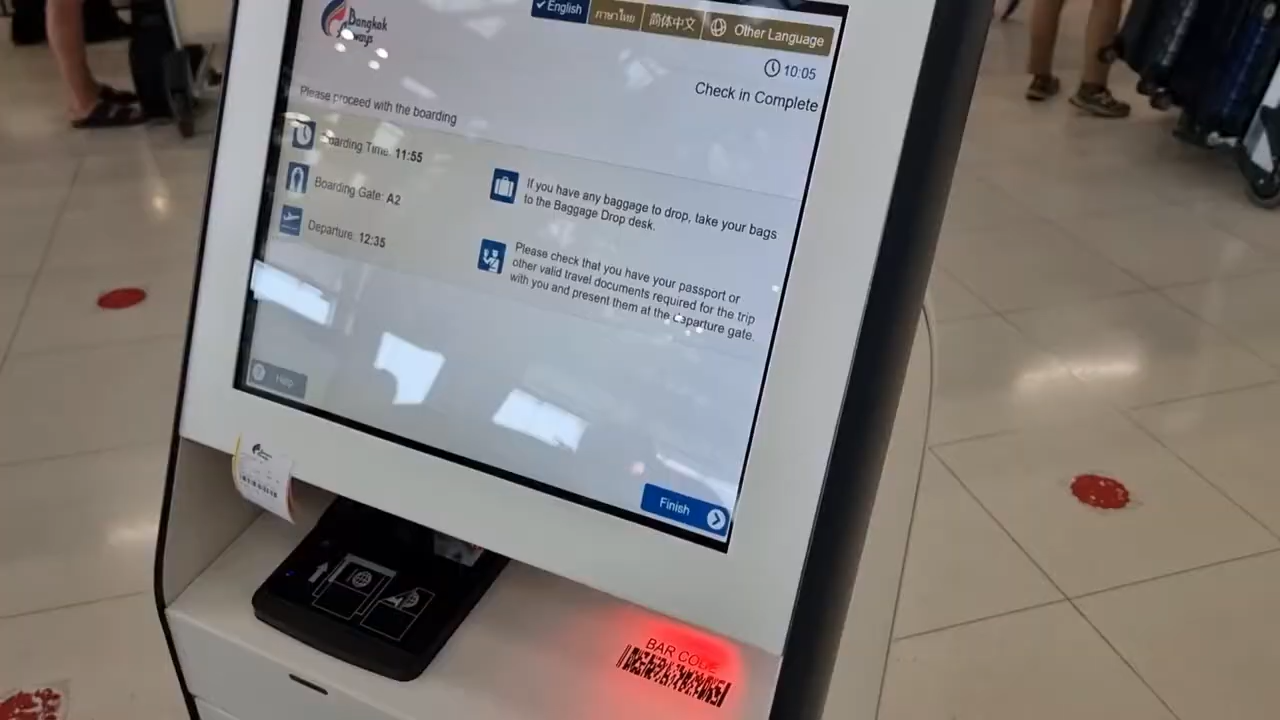 Bangkok
Airways
English
ภาษาไทย
简体中文
Other Language
10:05
Check in Complete
Please proceed with the boarding
Boarding Time: 11:55
Boarding Gate: A2
Departure: 12:35
If you have any baggage to drop, take your bags
to the Baggage Drop desk.
Please check that you have your passport or
other valid travel documents required for the trip
with you and present them at the departure gate.
? Help
Finish
BAR CODE